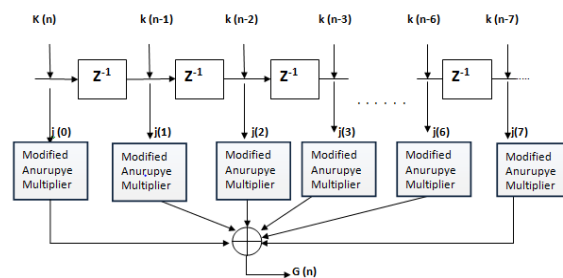 K (n) k (n-1) k (n-2) k (n-3) k (n-6) k (n-7)
Z-1 Z-1 Z-1 Z-1
j (0) j(1) j(2) j(3) j(6) j(7)
Modified Modified Modified Modified Modified Modified
Anurupye Anurupye Anurupye Anurupye Anurupye Anurupye
Multiplier Multiplier Multiplier Multiplier Multiplier Multiplier
G (n)